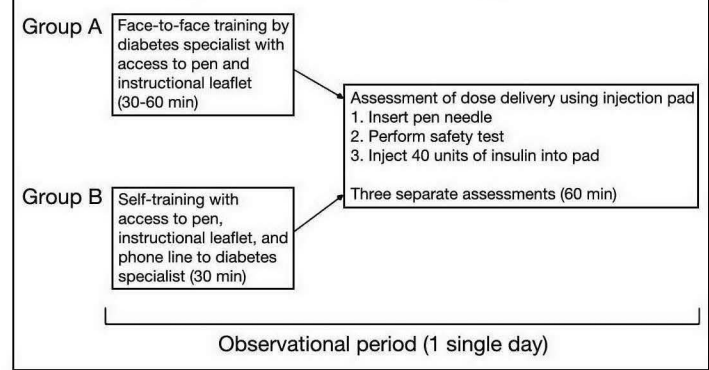 Group A
Face-to-face training by
diabetes specialist with
access to pen and
instructional leaflet
(30-60 min)
Group B
Self-training with
access to pen,
instructional leaflet, and
phone line to diabetes
specialist (30 min)
Assessment of dose delivery using injection pad
1. Insert pen needle
2. Perform safety test
3. Inject 40 units of insulin into pad
Three separate assessments (60 min)
Observational period (1 single day)